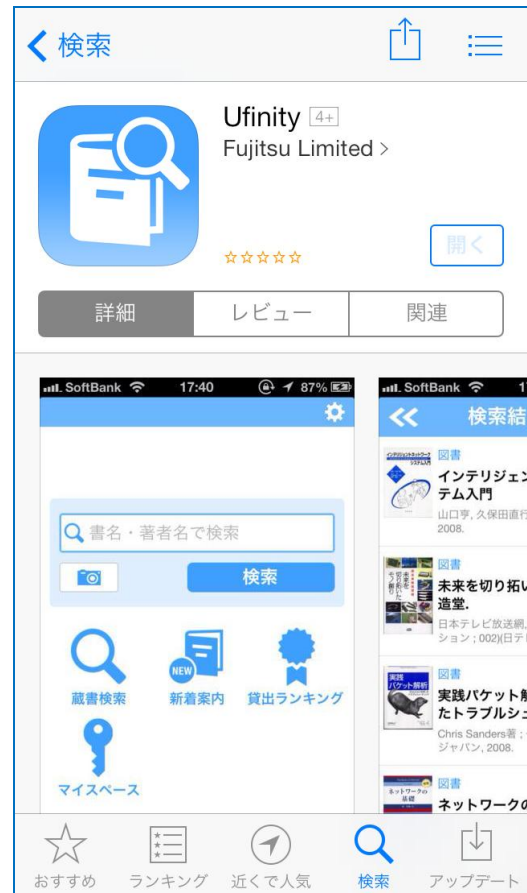 検索
Ufinity 4+
Fujitsu Limited >
開く
詳細 レビュー 関連
SoftBank 17:40 87%
書名・著者名で検索
検索
NEW
蔵書検索 新着案内 貸出ランキング
マイスペース
SoftBank
検索結
図書
インテリジェン
テム入門
山口亨, 久保田直行
2008.
図書
未来を切り拓い
造堂.
日本テレビ放送網,
ション ; 002)(日テ
図書
実践パケット解
たトラブルシュ
Chris Sanders著 ;
ジャパン, 2008.
図書
ネットワークの
おすすめ ランキング 近くで人気 検索 アップデート